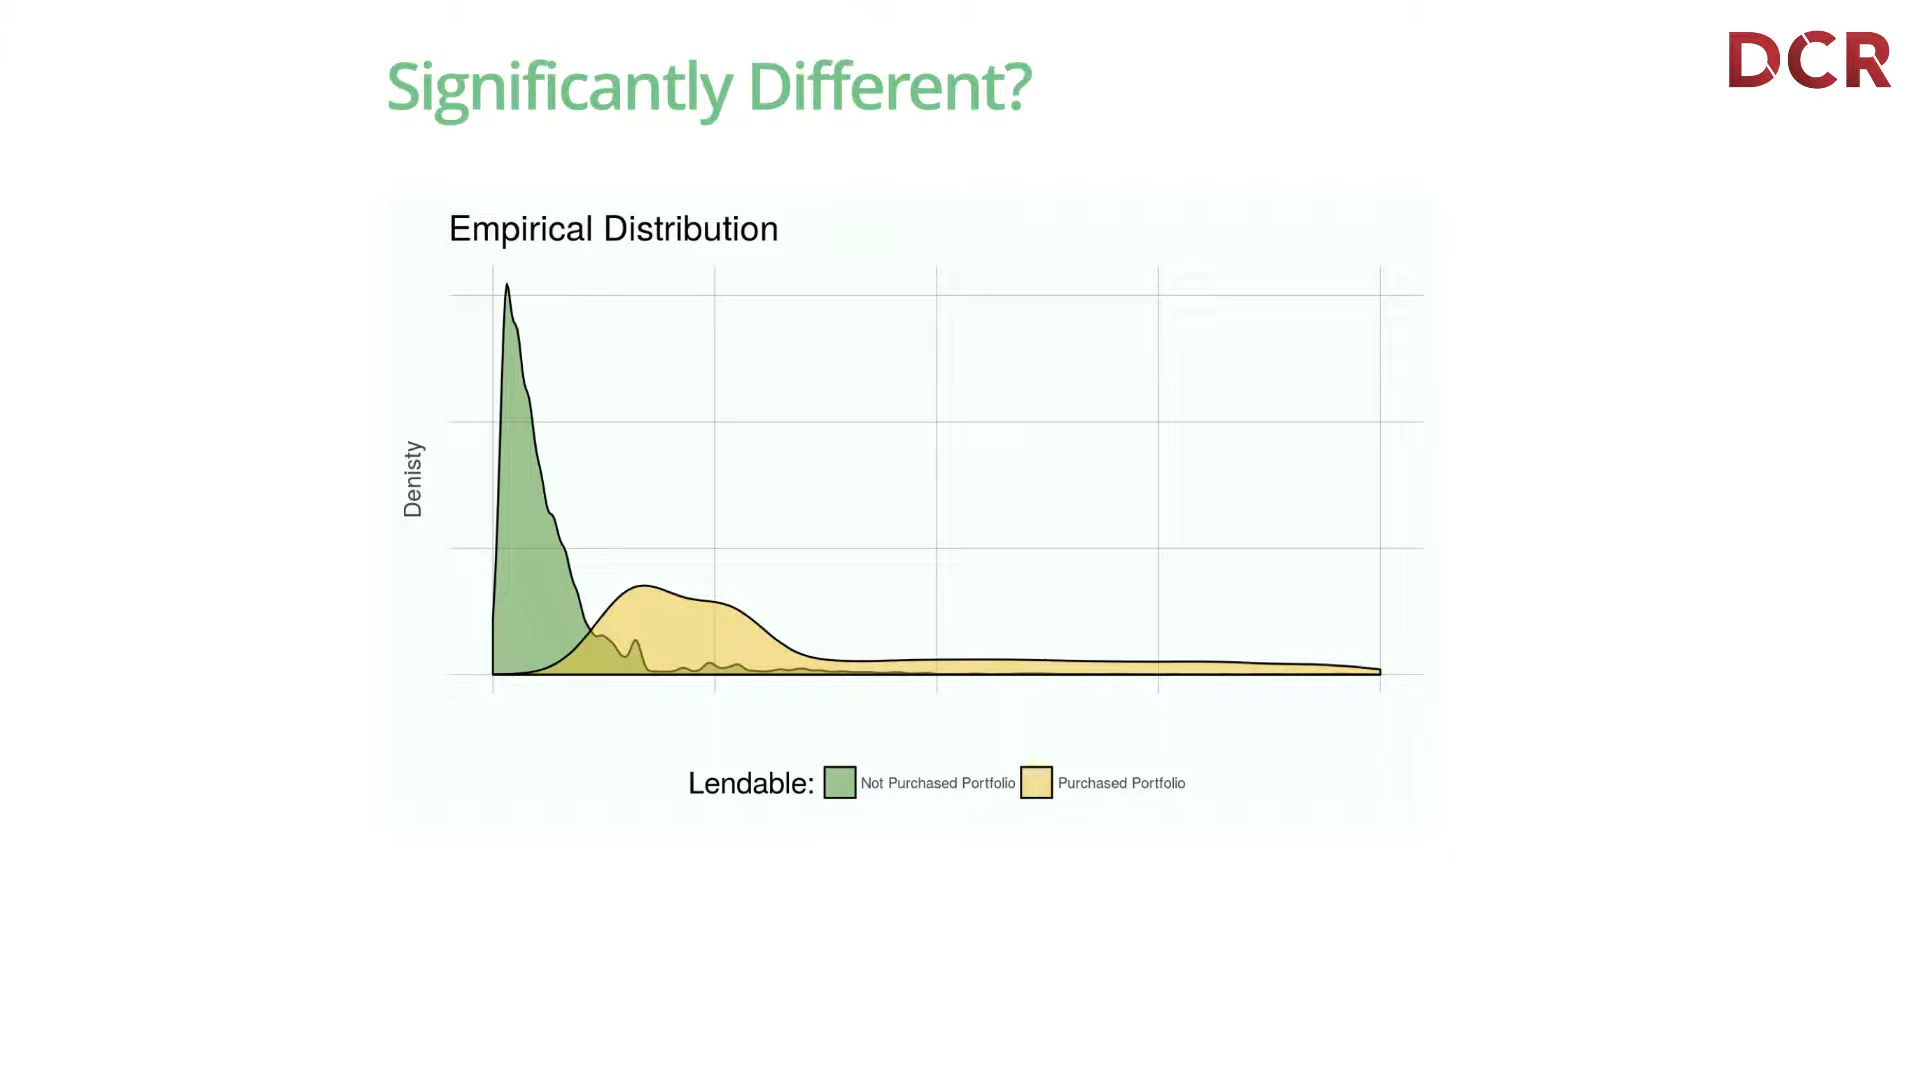 DCR
Significantly Different?
Empirical Distribution
Denisty
Lendable: Not Purchased Portfolio Purchased Portfolio